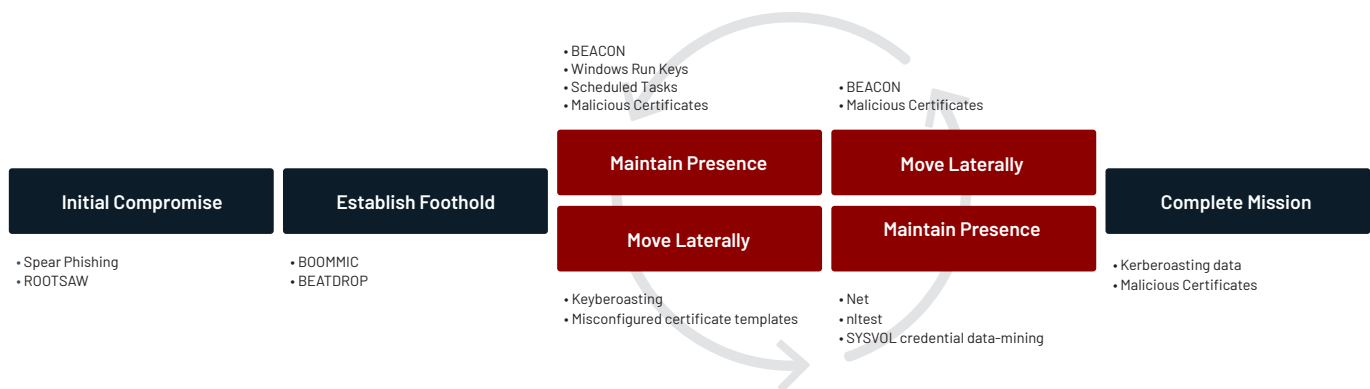 • BEACON
• Windows Run Keys
• Scheduled Tasks
• Malicious Certificates
• BEACON
• Malicious Certificates
Maintain Presence
Move Laterally
Initial Compromise
Establish Foothold
Complete Mission
Move Laterally
Maintain Presence
• Spear Phishing
• ROOTSAW
• BOOMMIC
• BEATDROP
• Keyberoasting
• Misconfigured certificate templates
• Net
• nltest
• SYSVOL credential data-mining
• Kerberoasting data
• Malicious Certificates